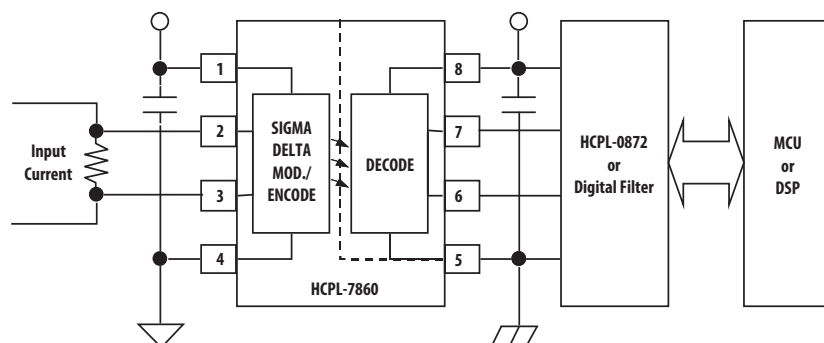 1
2
3
4
Input
Current
SIGMA
DELTA
MOD./
ENCODE
DECODE
HCPL-7860
8
7
6
5
HCPL-0872
or
Digital Filter
MCU
or
DSP